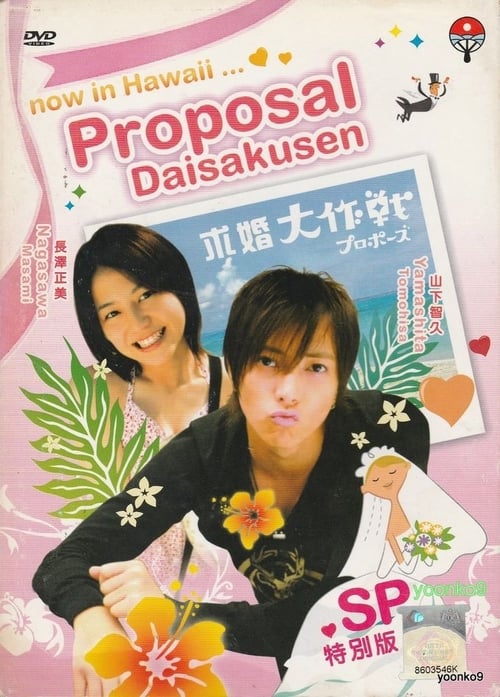 DVD
VIDEO
now in Hawaii ...
Proposal
Daisakusen
求婚大作戦
プロポーズ
長澤正美
Nagasawa
Masami
山下智久
Yamashita
Tomohisa
SP
特別版
yoonko9
8603546K
yoonko9